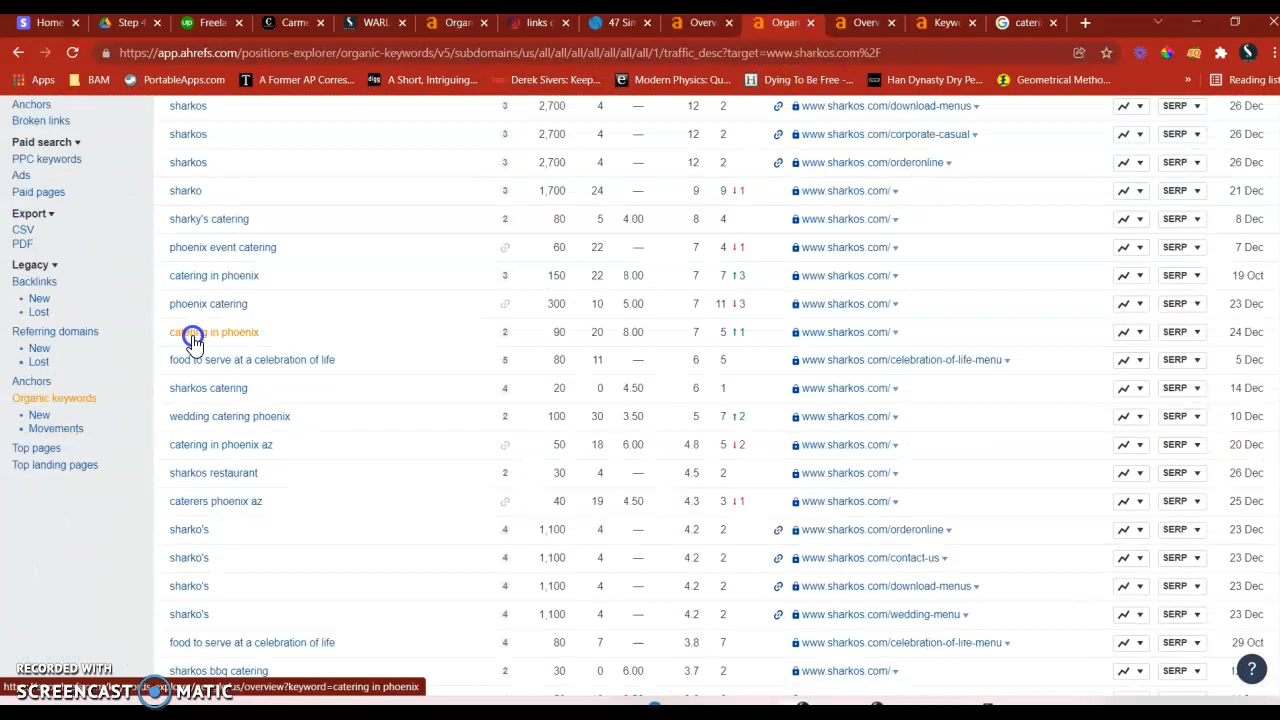 Home Step 4 Freela Carme WARL Organ links c 47 Sin Overv Organ Overv Keyw caterin
https://app.ahrefs.com/positions-explorer/organic-keywords/v5/subdomains/us/all/all/all/all/all/all/1/traffic_desc?target=www.sharkos.com%2F
Apps BAM PortableApps.com A Former AP Corres... A Short, Intriguing... Derek Sivers: Keep... Modern Physics: Qu... Dying To Be Free -... Han Dynasty Dry Pe... Geometrical Metho... » Reading list
Anchors
Broken links
Paid search
PPC keywords
Ads
Paid pages
Export
CSV
PDF
Legacy
Backlinks
New
Lost
Referring domains
New
Lost
Anchors
Organic keywords
New
Movements
Top pages
Top landing pages
sharkos 3 2,700 4 — 12 2 www.sharkos.com/download-menus SERP 26 Dec
sharkos 3 2,700 4 — 12 2 www.sharkos.com/corporate-casual SERP 26 Dec
sharkos 3 2,700 4 — 12 2 www.sharkos.com/orderonline SERP 26 Dec
sharko 3 1,700 24 — 9 9 ↓1 www.sharkos.com/ SERP 21 Dec
sharky's catering 2 80 5 4.00 8 4 www.sharkos.com/ SERP 8 Dec
phoenix event catering 60 22 — 7 4 ↓1 www.sharkos.com/ SERP 7 Dec
catering in phoenix 3 150 22 8.00 7 7 ↑3 www.sharkos.com/ SERP 19 Oct
phoenix catering 300 10 5.00 7 11 ↓3 www.sharkos.com/ SERP 23 Dec
catering in phoenix 2 90 20 8.00 7 5 ↑1 www.sharkos.com/ SERP 24 Dec
food to serve at a celebration of life 5 80 11 — 6 5 www.sharkos.com/celebration-of-life-menu SERP 5 Dec
sharkos catering 4 20 0 4.50 6 1 www.sharkos.com/ SERP 14 Dec
wedding catering phoenix 2 100 30 3.50 5 7 ↑2 www.sharkos.com/ SERP 10 Dec
catering in phoenix az 50 18 6.00 4.8 5 ↓2 www.sharkos.com/ SERP 20 Dec
sharkos restaurant 2 30 4 — 4.5 2 www.sharkos.com/ SERP 26 Dec
caterers phoenix az 40 19 4.50 4.3 3 ↓1 www.sharkos.com/ SERP 25 Dec
sharko's 4 1,100 4 — 4.2 2 www.sharkos.com/orderonline SERP 23 Dec
sharko's 4 1,100 4 — 4.2 2 www.sharkos.com/contact-us SERP 23 Dec
sharko's 4 1,100 4 — 4.2 2 www.sharkos.com/download-menus SERP 23 Dec
sharko's 4 1,100 4 — 4.2 2 www.sharkos.com/wedding-menu SERP 23 Dec
food to serve at a celebration of life 4 80 7 — 3.8 7 www.sharkos.com/celebration-of-life-menu SERP 29 Oct
sharkos bbq catering 2 30 0 6.00 3.7 2 www.sharkos.com/ SERP
RECORDED WITH
SCREENCAST MATIC
us/overview?keyword=catering in phoenix
?